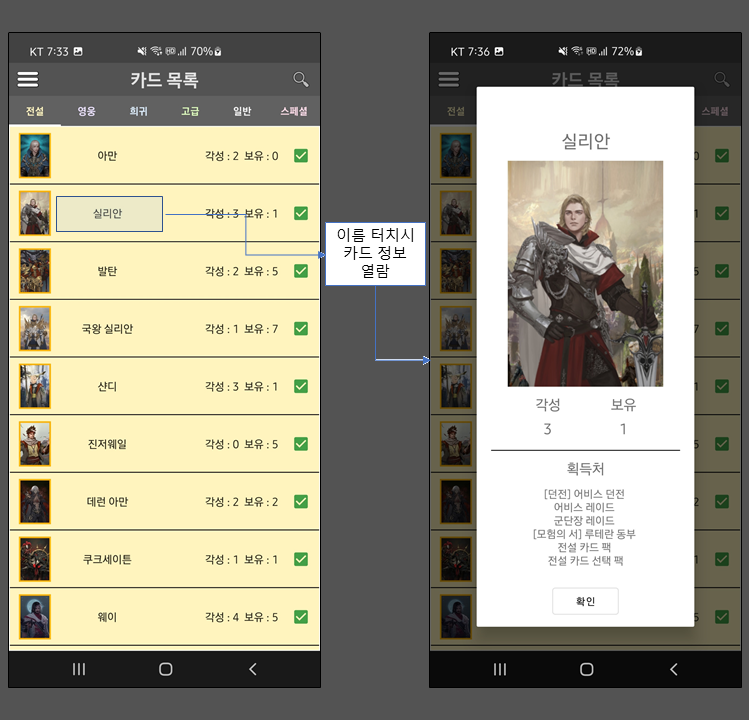 KT 7:33 70%
카드 목록
전설 영웅 희귀 고급 일반 스페셜
아만 각성 : 2 보유 : 0
실리안 각성 : 3 보유 : 1
발탄 각성 : 2 보유 : 5
국왕 실리안 각성 : 1 보유 : 7
샨디 각성 : 3 보유 : 1
진저웨일 각성 : 0 보유 : 5
데런 아만 각성 : 2 보유 : 2
쿠크세이튼 각성 : 1 보유 : 1
웨이 각성 : 4 보유 : 5
이름 터치시
카드 정보
열람
KT 7:36 72%
카드 목록
전설 스페셜
실리안
각성 보유
3 1
획득처
[던전] 어비스 던전
어비스 레이드
군단장 레이드
[모험의 서] 루테란 동부
전설 카드 팩
전설 카드 선택 팩
확인
0
1
5
7
1
5
2
1
5